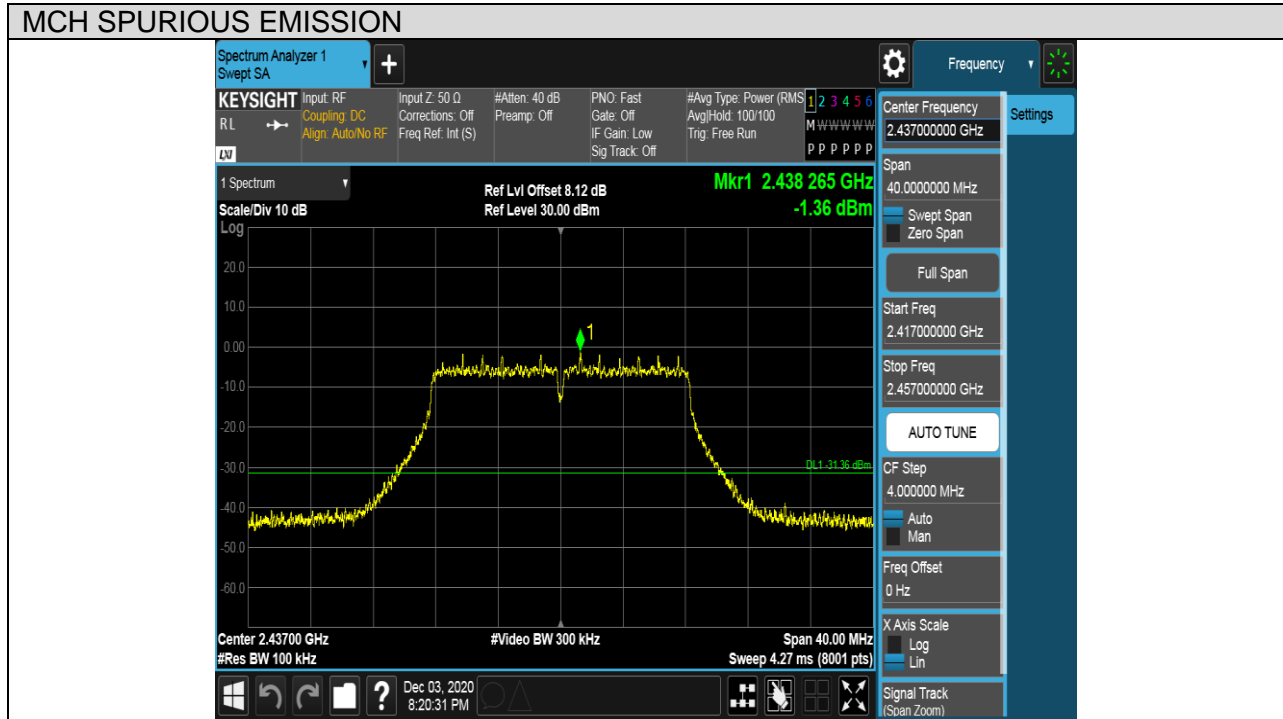 MCH SPURIOUS EMISSION
Spectrum Analyzer 1
Swept SA
+
Frequency
KEYSIGHT
RL
LXI
Input: RF
Coupling: DC
Align: Auto/No RF
Input Z: 50 Ω
Corrections: Off
Freq Ref: Int (S)
#Atten: 40 dB
Preamp: Off
PNO: Fast
Gate: Off
IF Gain: Low
Sig Track: Off
#Avg Type: Power (RMS
Avg|Hold: 100/100
Trig: Free Run
1 2 3 4 5 6
M W W W W W
P P P P P P
1 Spectrum
Scale/Div 10 dB
Log
Ref Lvl Offset 8.12 dB
Ref Level 30.00 dBm
Mkr1 2.438 265 GHz
-1.36 dBm
20.0
10.0
0.00
-10.0
-20.0
-30.0
-40.0
-50.0
-60.0
1
DL1 -31.36 dBm
Center 2.43700 GHz
#Res BW 100 kHz
#Video BW 300 kHz
Span 40.00 MHz
Sweep 4.27 ms (8001 pts)
Center Frequency
2.437000000 GHz
Settings
Span
40.0000000 MHz
Swept Span
Zero Span
Full Span
Start Freq
2.417000000 GHz
Stop Freq
2.457000000 GHz
AUTO TUNE
CF Step
4.000000 MHz
Auto
Man
Freq Offset
0 Hz
X Axis Scale
Log
Lin
Signal Track
(Span Zoom)
?
Dec 03, 2020
8:20:31 PM